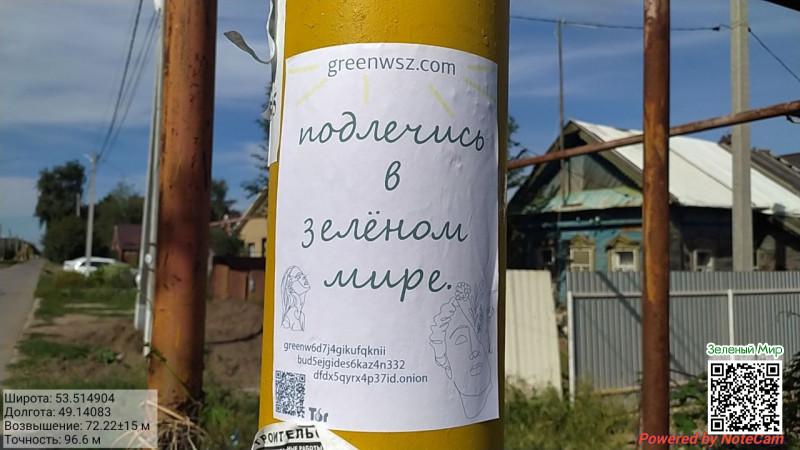 greenwsz.com
подлечись
в
зелёном
мире.
greenw6d7j4gikufqknii
bud5ejgides6kaz4n332
dfdx5qyrx4p37id.onion
Tor
Зеленый Мир
Широта: 53.514904
Долгота: 49.14083
Возвышение: 72.22±15 м
Точность: 96.6 м
Powered by NoteCam